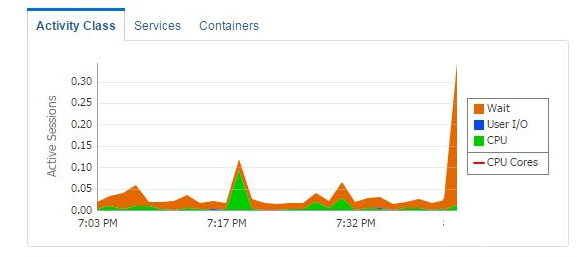 Activity Class Services Containers
Active Sessions
0.30
0.25
0.20
0.15
0.10
0.05
0.00
7:03 PM 7:17 PM 7:32 PM
Wait
User I/O
CPU
CPU Cores